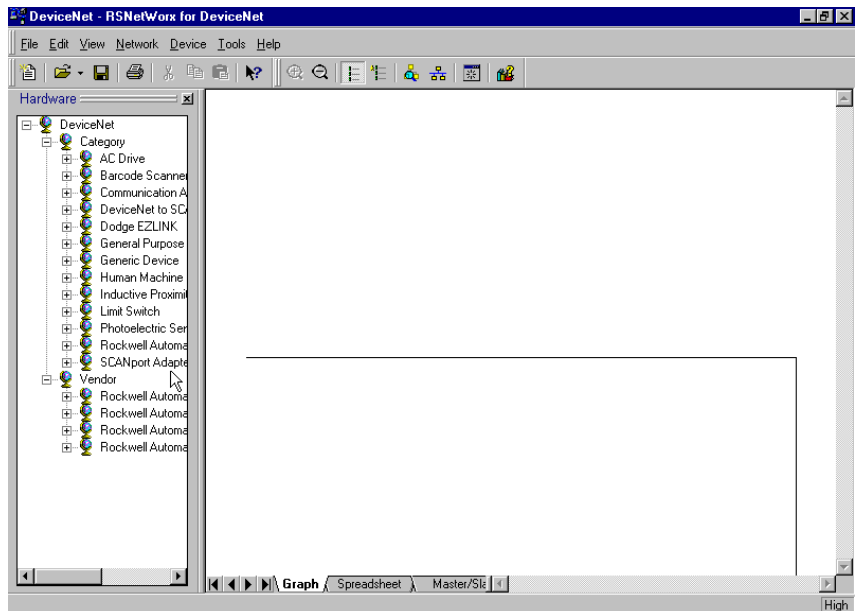 DeviceNet - RSNetWorx for DeviceNet
File Edit View Network Device Tools Help
Hardware
DeviceNet
Category
AC Drive
Barcode Scanner
Communication A
DeviceNet to SCA
Dodge EZLINK
General Purpose
Generic Device
Human Machine
Inductive Proximi
Limit Switch
Photoelectric Ser
Rockwell Automa
SCANport Adapte
Vendor
Rockwell Automa
Rockwell Automa
Rockwell Automa
Rockwell Automa
Graph Spreadsheet Master/Sla
High